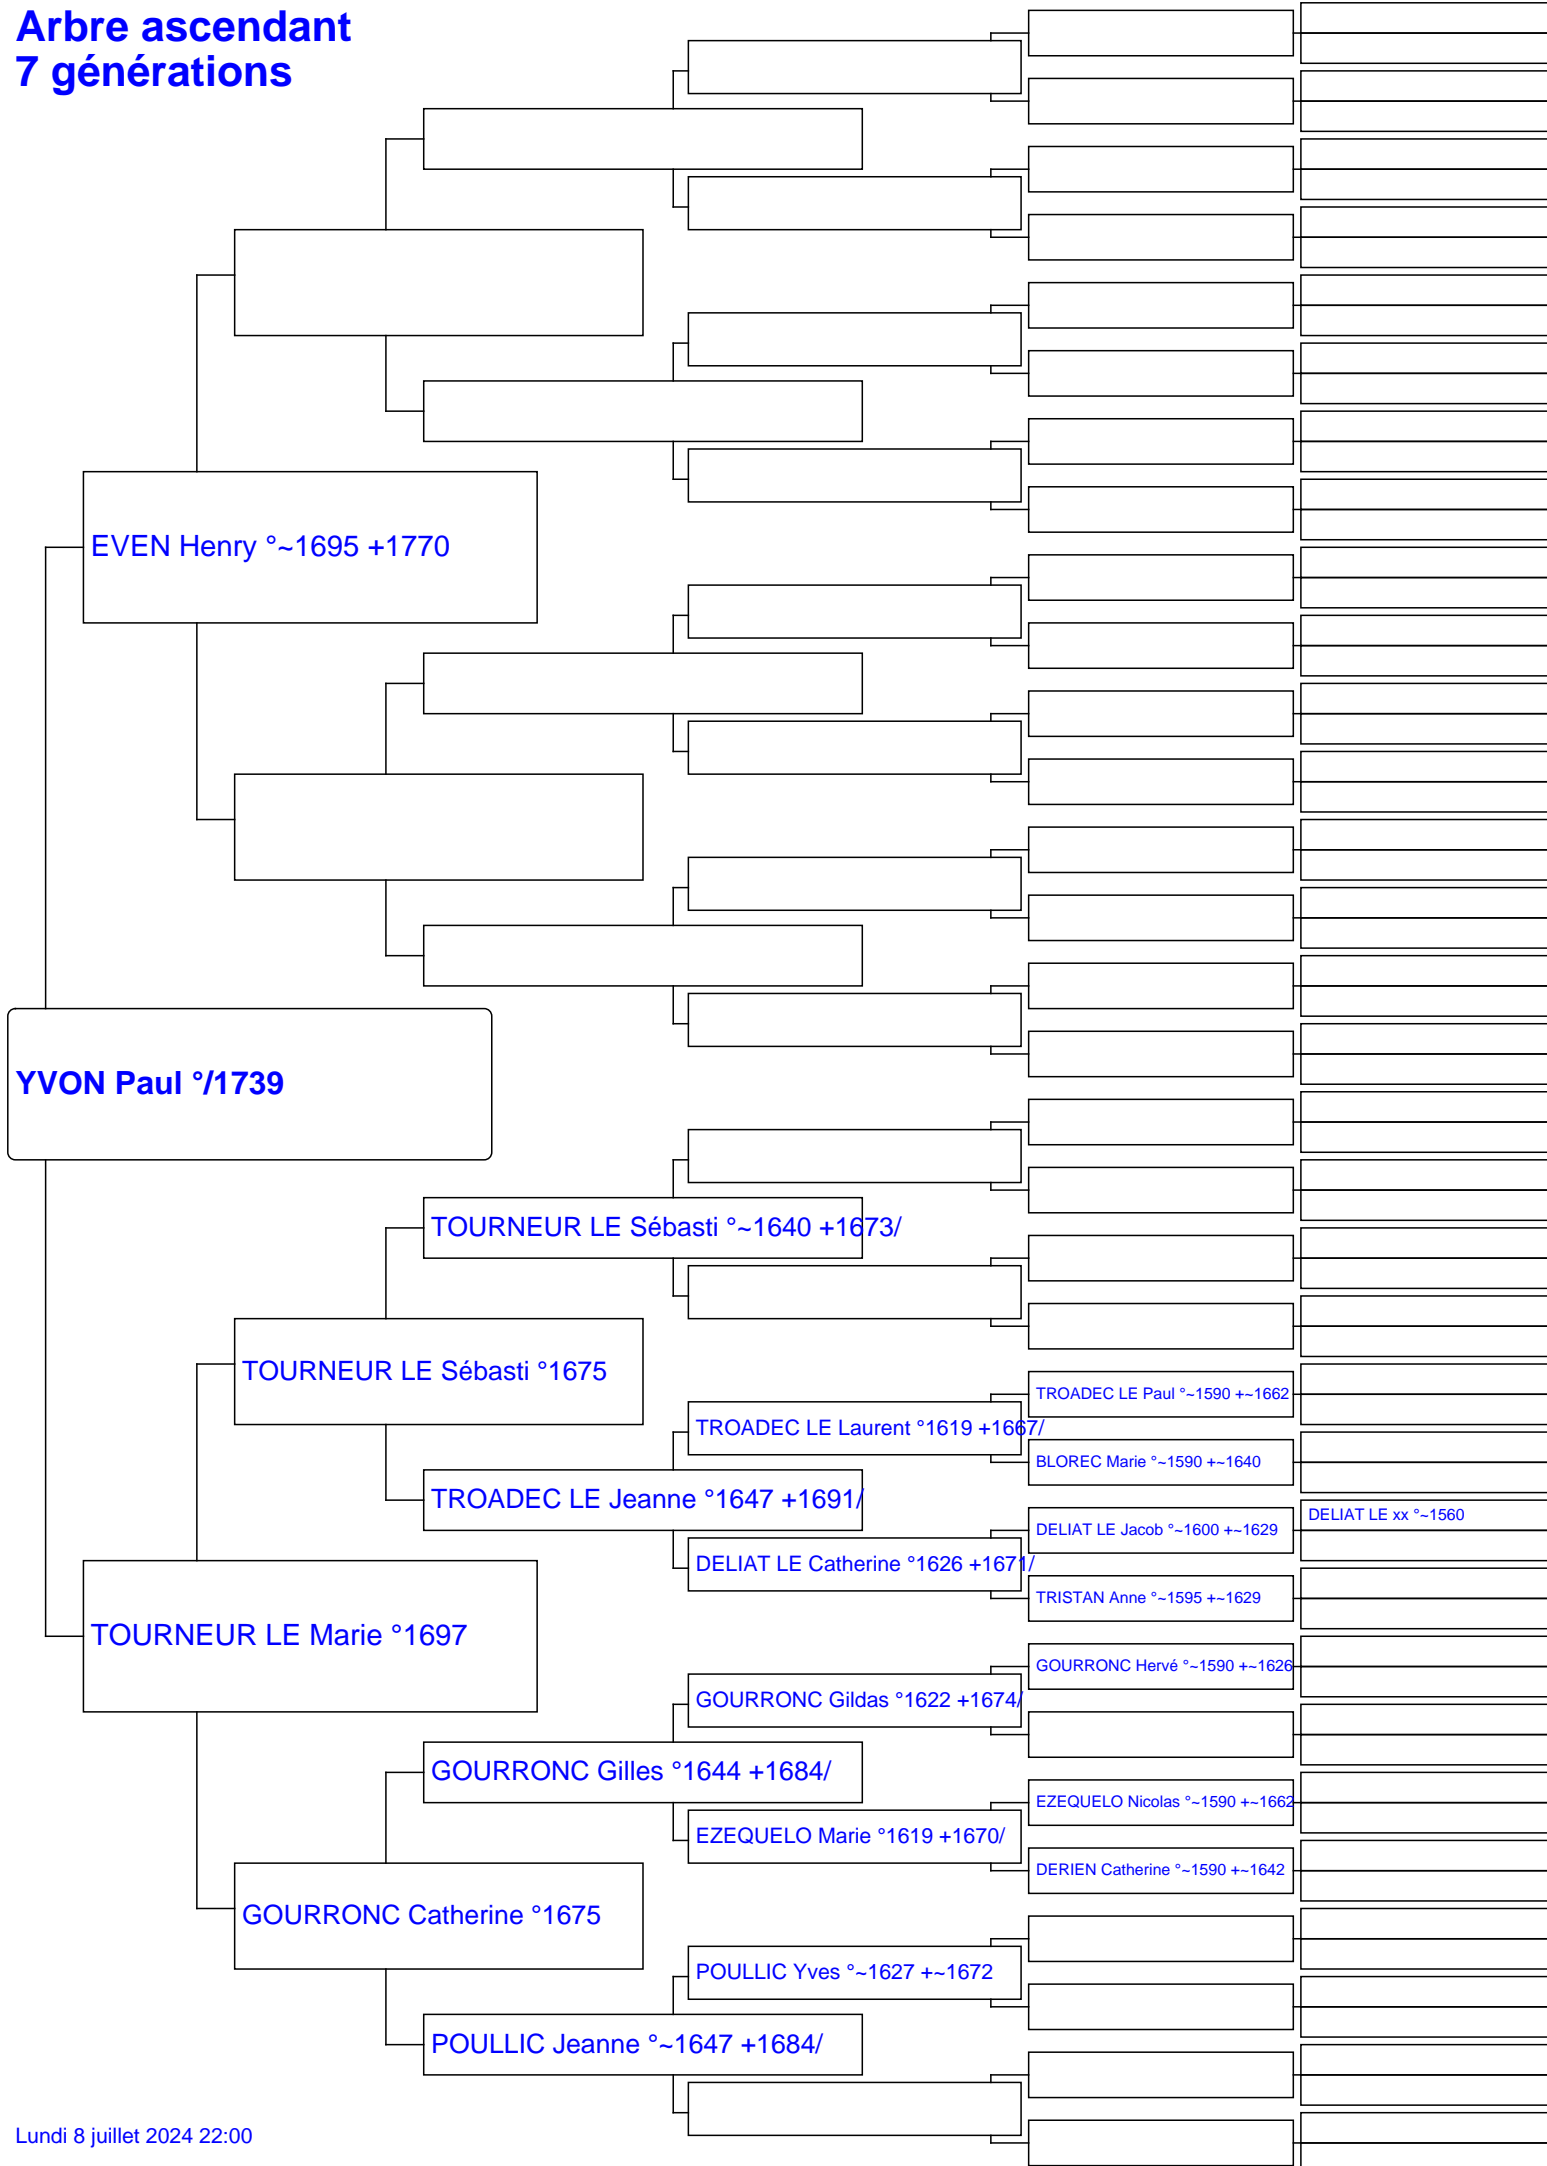 Arbre ascendant
7 générations
EVEN Henry °~1695 +1770
YVON Paul °/1739
TOURNEUR LE Sébasti °~1640 +1673/
TOURNEUR LE Sébasti °1675
TROADEC LE Paul °~1590 +~1662
TROADEC LE Laurent °1619 +1667/
BLOREC Marie °~1590 +~1640
TROADEC LE Jeanne °1647 +1691/
DELIAT LE xx °~1560
DELIAT LE Jacob °~1600 +~1629
DELIAT LE Catherine °1626 +1671/
TRISTAN Anne °~1595 +~1629
TOURNEUR LE Marie °1697
GOURRONC Hervé °~1590 +~1626
GOURRONC Gildas °1622 +1674/
GOURRONC Gilles °1644 +1684/
EZEQUELO Nicolas °~1590 +~1662
EZEQUELO Marie °1619 +1670/
DERIEN Catherine °~1590 +~1642
GOURRONC Catherine °1675
POULLIC Yves °~1627 +~1672
POULLIC Jeanne °~1647 +1684/
Lundi 8 juillet 2024 22:00